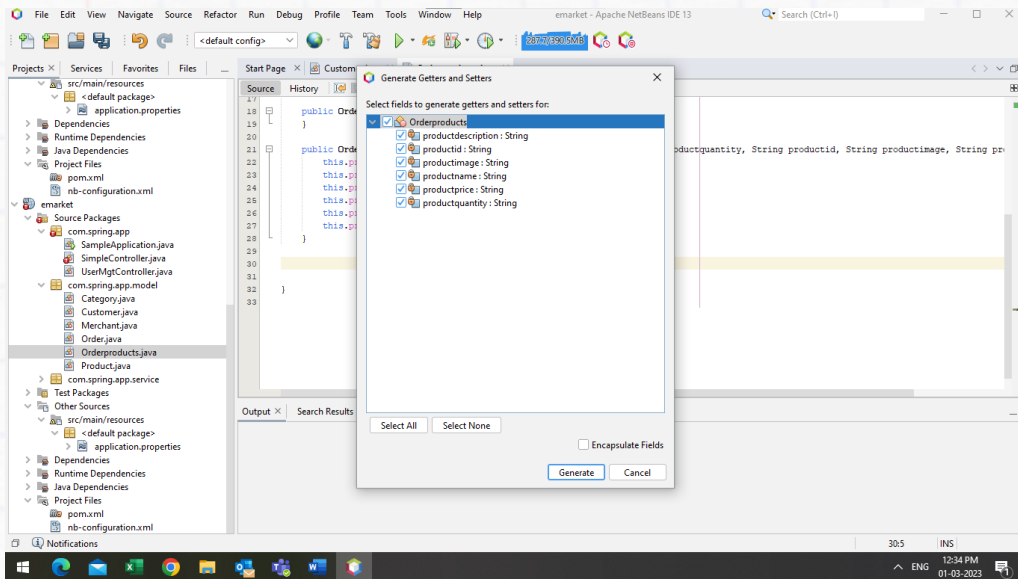 File Edit View Navigate Source Refactor Run Debug Profile Team Tools Window Help
emarket - Apache NetBeans IDE 13
Search (Ctrl+I)
<default config>
287.7/390.5MB
Projects Services Favorites Files
src/main/resources
<default package>
application.properties
Dependencies
Runtime Dependencies
Java Dependencies
Project Files
pom.xml
nb-configuration.xml
emarket
Source Packages
com.spring.app
SampleApplication.java
SimpleController.java
UserMgtController.java
com.spring.app.model
Category.java
Customer.java
Merchant.java
Order.java
Orderproducts.java
Product.java
com.spring.app.service
Test Packages
Other Sources
src/main/resources
<default package>
application.properties
Dependencies
Runtime Dependencies
Java Dependencies
Project Files
pom.xml
nb-configuration.xml
Start Page Custom
Source History
17
18 public Orde
19 }
20
21 public Orde
ductquantity, String productid, String productimage, String pr
22 this.p
23 this.p
24 this.p
25 this.p
26 this.p
27 this.p
28 }
29
30
31
32 }
33
Output Search Results
Generate Getters and Setters
Select fields to generate getters and setters for:
Orderproducts
productdescription : String
productid : String
productimage : String
productname : String
productprice : String
productquantity : String
Select All Select None
Encapsulate Fields
Generate Cancel
Notifications
30:5 INS
ENG
12:34 PM
01-03-2023